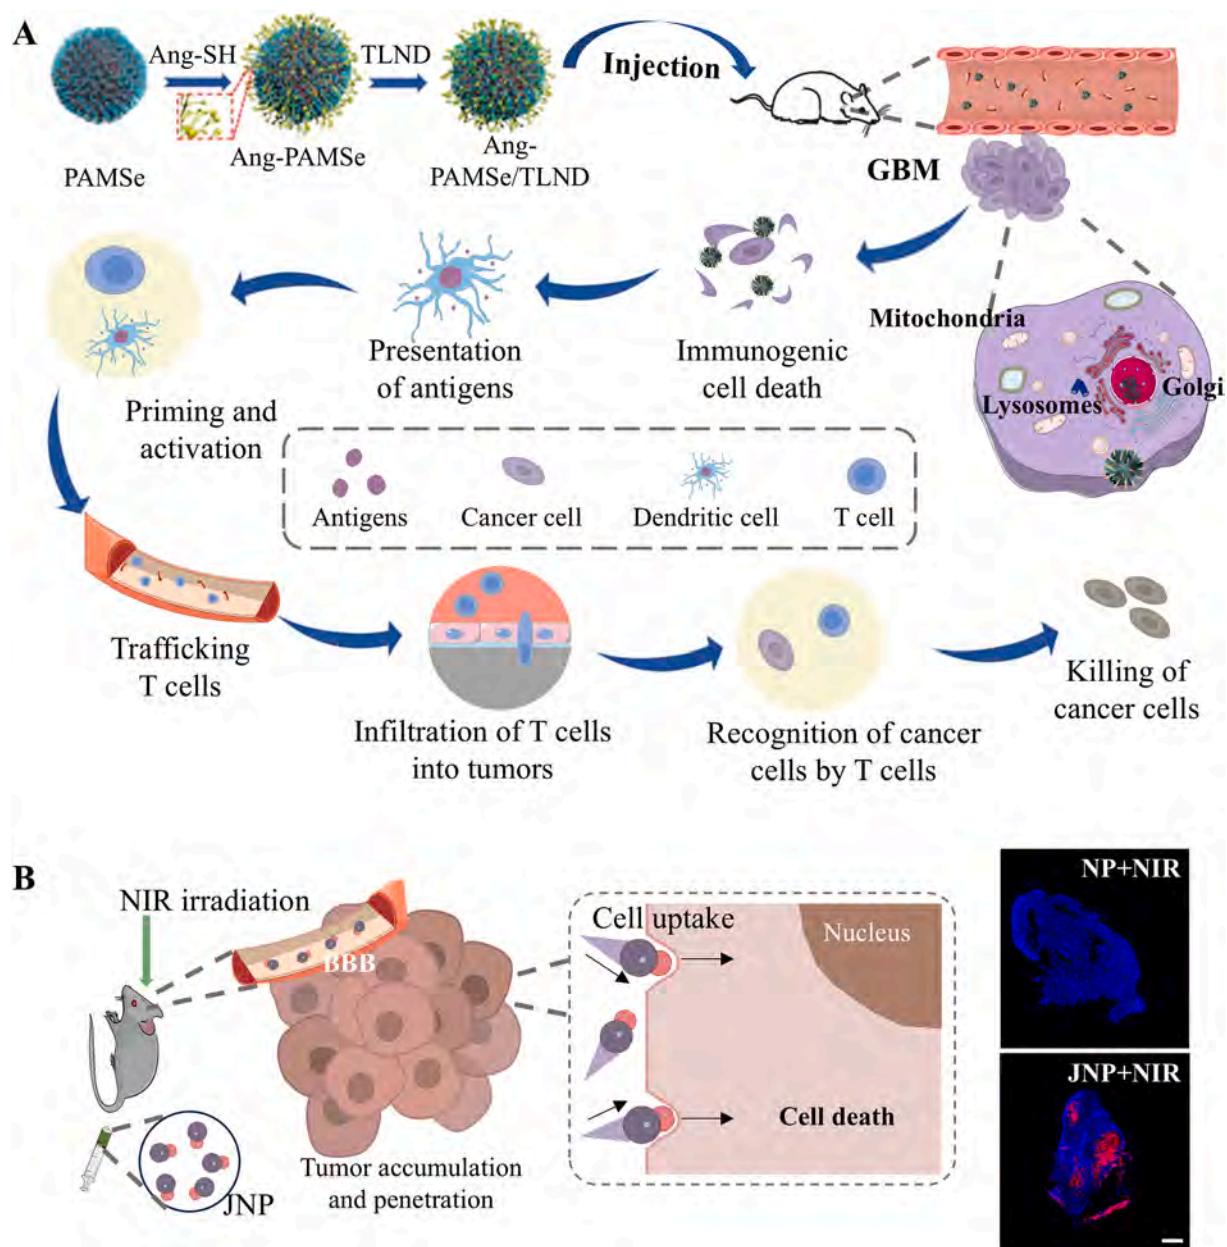 A
Ang-SH
TLND
PAMSe
Ang-PAMSe
Ang-
PAMSe/TLND
Injection
GBM
Mitochondria
Lysosomes
Golgi
Immunogenic
cell death
Presentation
of antigens
Priming and
activation
Antigens
Cancer cell
Dendritic cell
T cell
Trafficking
T cells
Infiltration of T cells
into tumors
Recognition of cancer
cells by T cells
Killing of
cancer cells
B
NIR irradiation
BBB
JNP
Tumor accumulation
and penetration
Cell uptake
Nucleus
Cell death
NP+NIR
JNP+NIR